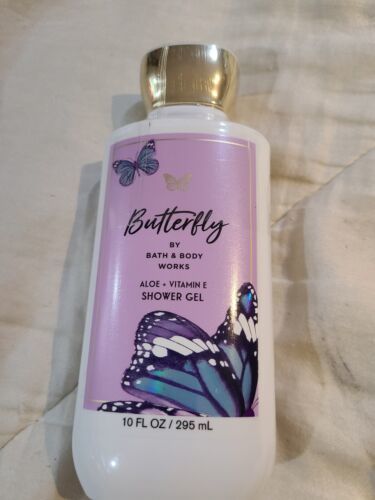 Butterfly
BY
BATH & BODY
WORKS
ALOE + VITAMIN E
SHOWER GEL
10 FL OZ / 295 mL